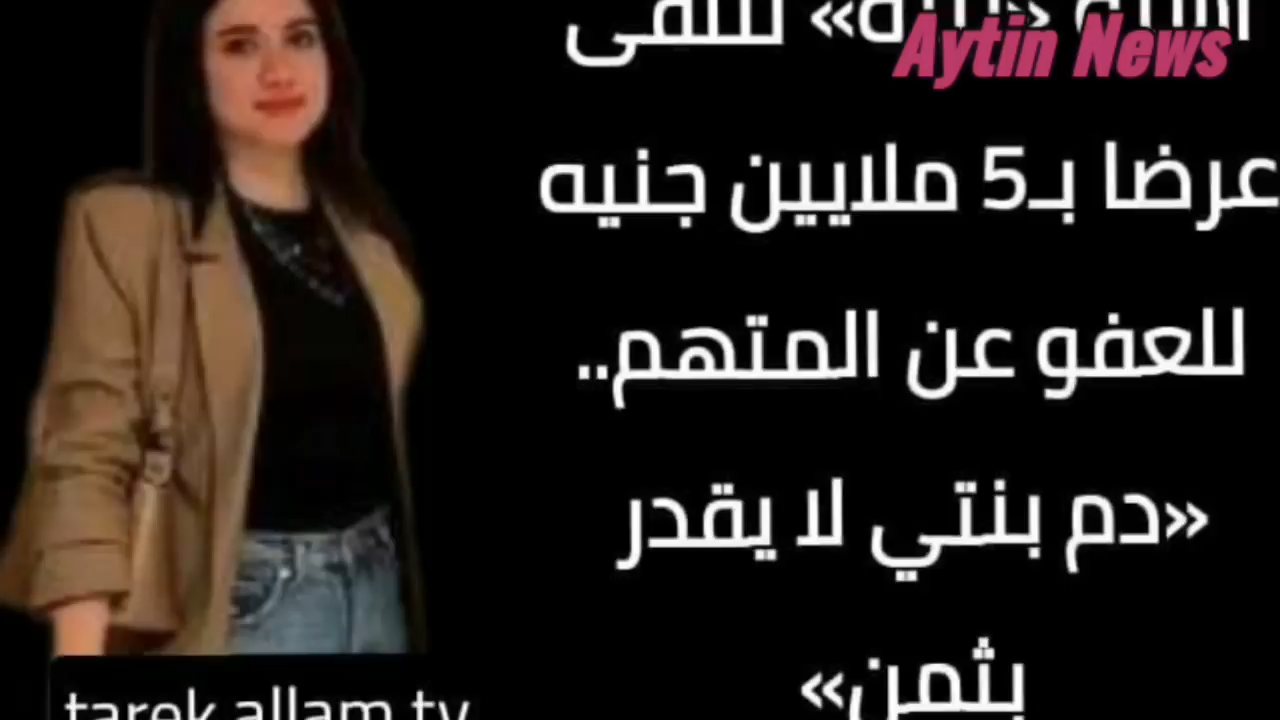 Aytin News
عرضا بـ5 ملايين جنيه
للعفو عن المتهم..
«دم بنتي لا يقدر
بثمن»
tarek.allam.tv